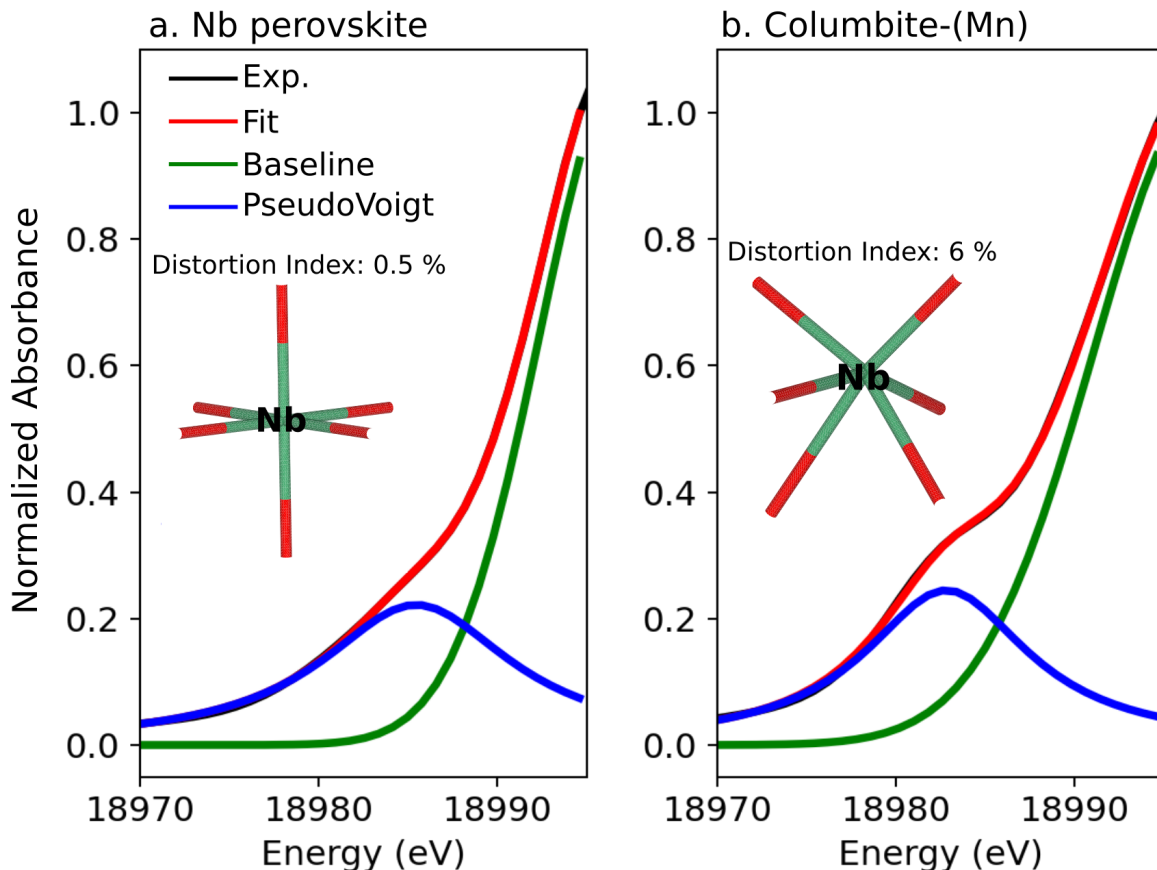 a. Nb perovskite
Exp.
Fit
Baseline
PseudoVoigt
Distortion Index: 0.5 %
Nb
Normalized Absorbance
1.0
0.8
0.6
0.4
0.2
0.0
18970 18980 18990
Energy (eV)
b. Columbite-(Mn)
Distortion Index: 6 %
Nb
1.0
0.8
0.6
0.4
0.2
0.0
18970 18980 18990
Energy (eV)